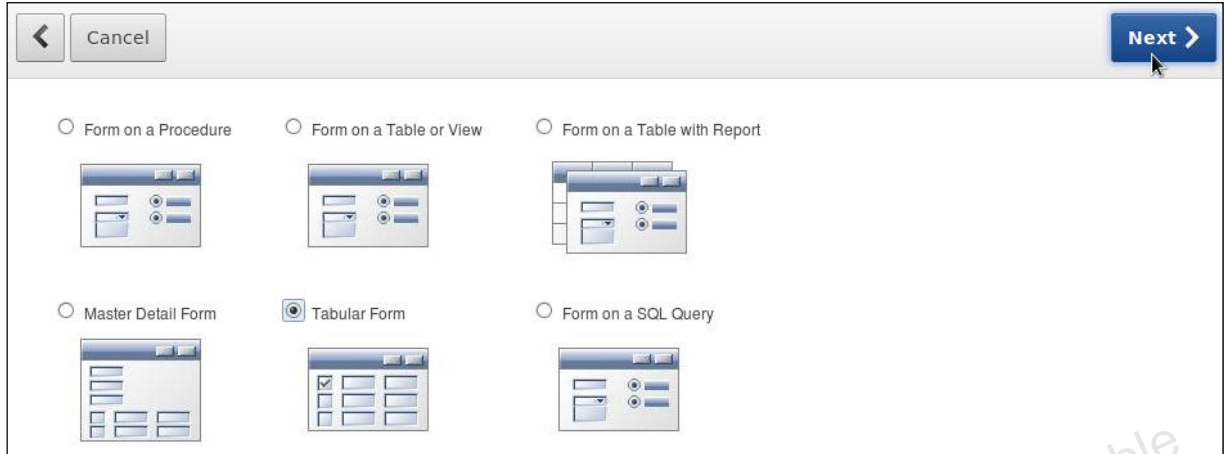 Cancel
Next
Form on a Procedure
Form on a Table or View
Form on a Table with Report
Master Detail Form
Tabular Form
Form on a SQL Query